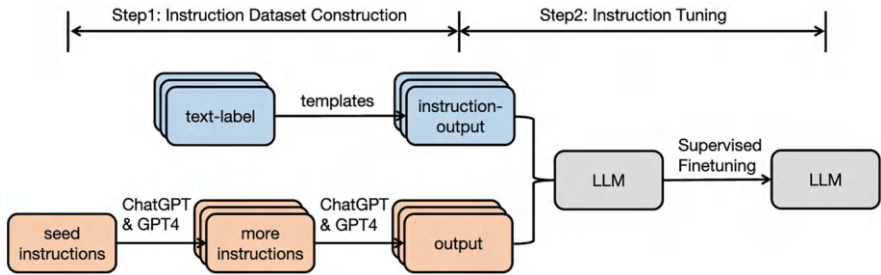 Step1: Instruction Dataset Construction
Step2: Instruction Tuning
text-label
templates
instruction-
output
LLM
Supervised
Finetuning
LLM
seed
instructions
ChatGPT
& GPT4
more
instructions
ChatGPT
& GPT4
output